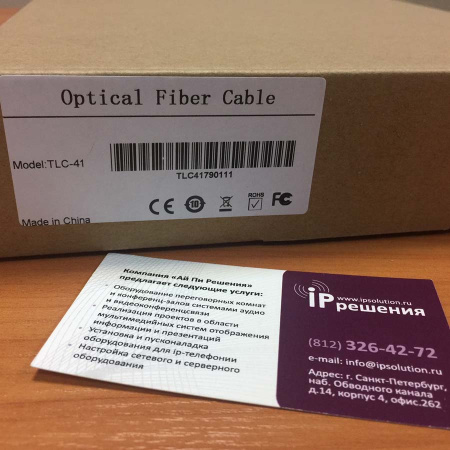 Optical Fiber Cable
Model:TLC-41
TLC41790111
CE 10 ROHS FC
Made in China
Компания «Ай Пи Решения»
предлагает следующие услуги:
- Оборудование переговорных комнат
и конференц-залов системами аудио
и видеоконференцсвязи
- Реализация проектов в области
мультимедийных систем отображения
информации и презентаций
- Установка и пусконаладка
оборудования для ip-телефонии
- Настройка сетевого и серверного
оборудования
www.ipsolution.ru
iP решения
(812) 326-42-72
e-mail: info@ipsolution.ru
Адрес: г. Санкт-Петербург,
наб. Обводного канала
д.14, корпус 4, офис.262